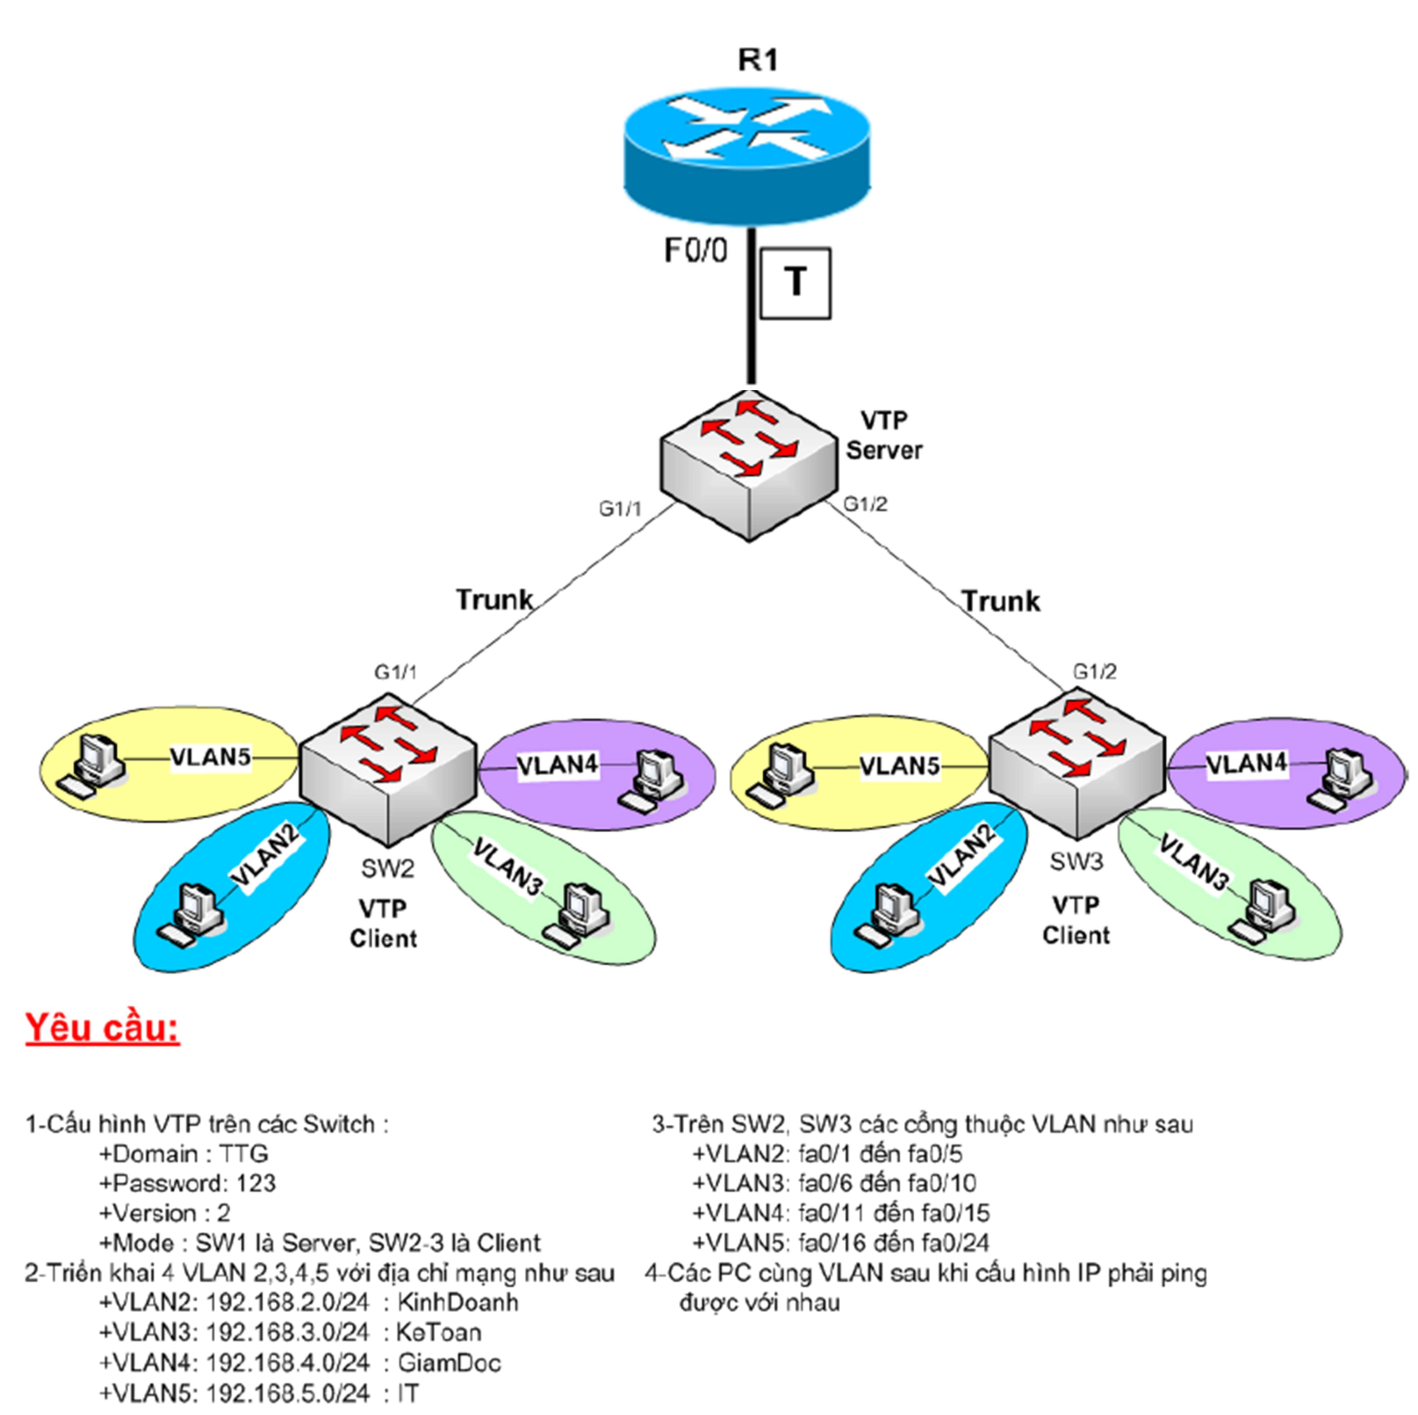 R1
F0/0
T
VTP
Server
G1/1
G1/2
Trunk
Trunk
G1/1
G1/2
VLAN5
VLAN4
VLAN5
VLAN4
VLAN2
VLAN3
VLAN2
VLAN3
SW2
SW3
VTP
Client
VTP
Client
Yêu cầu:
1-Cấu hình VTP trên các Switch :
+Domain : TTG
+Password: 123
+Version : 2
+Mode : SW1 là Server, SW2-3 là Client
2-Triển khai 4 VLAN 2,3,4,5 với địa chỉ mạng như sau
+VLAN2: 192.168.2.0/24 : KinhDoanh
+VLAN3: 192.168.3.0/24 : KeToan
+VLAN4: 192.168.4.0/24 : GiamDoc
+VLAN5: 192.168.5.0/24 : IT
3-Trên SW2, SW3 các cổng thuộc VLAN như sau
+VLAN2: fa0/1 đến fa0/5
+VLAN3: fa0/6 đến fa0/10
+VLAN4: fa0/11 đến fa0/15
+VLAN5: fa0/16 đến fa0/24
4-Các PC cùng VLAN sau khi cấu hình IP phải ping
được với nhau